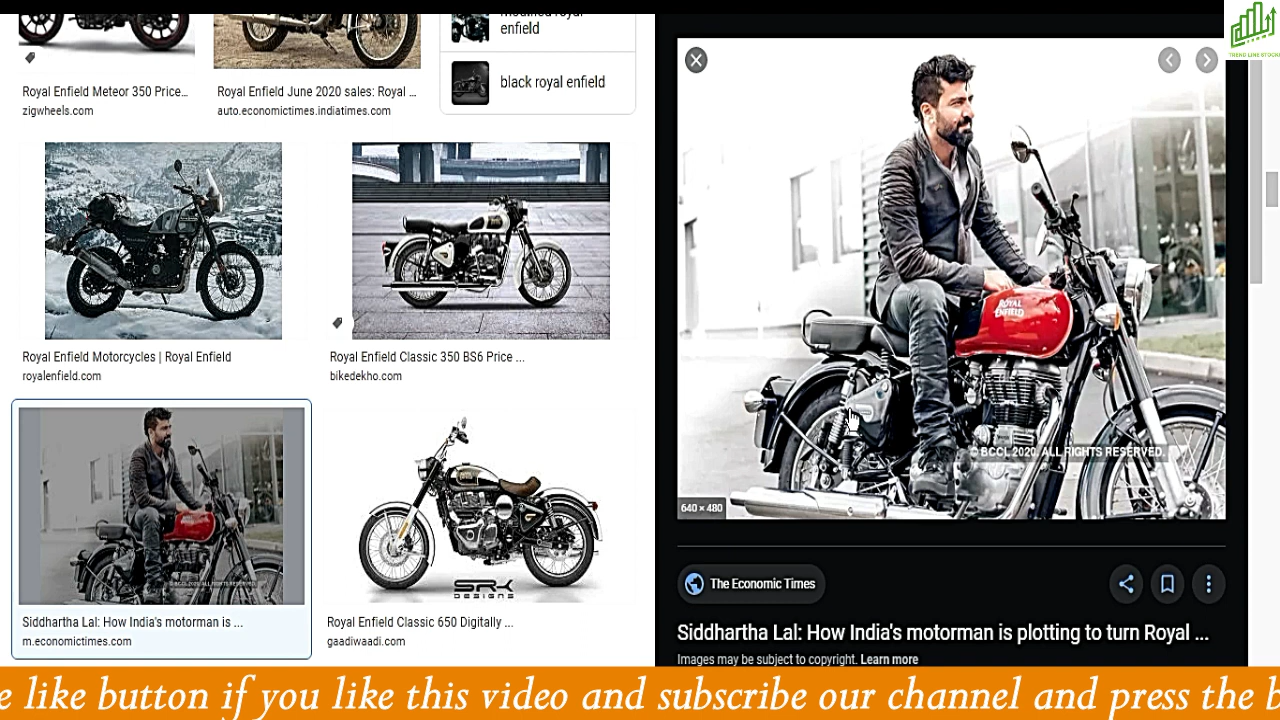 Royal Enfield Meteor 350 Price...
zigwheels.com
Royal Enfield June 2020 sales: Royal ...
auto.economictimes.indiatimes.com
modified royal
enfield
black royal enfield
Royal Enfield Motorcycles | Royal Enfield
royalenfield.com
Royal Enfield Classic 350 BS6 Price ...
bikedekho.com
Siddhartha Lal: How India's motorman is ...
m.economictimes.com
SRK
DESIGNS
Royal Enfield Classic 650 Digitally ...
gaadiwaadi.com
ROYAL
ENFIELD
© BCCL 2020. ALL RIGHTS RESERVED.
640 × 480
The Economic Times
Siddhartha Lal: How India's motorman is plotting to turn Royal ...
Images may be subject to copyright. Learn more
TREND LINE STOCKS
e like button if you like this video and subscribe our channel and press the b